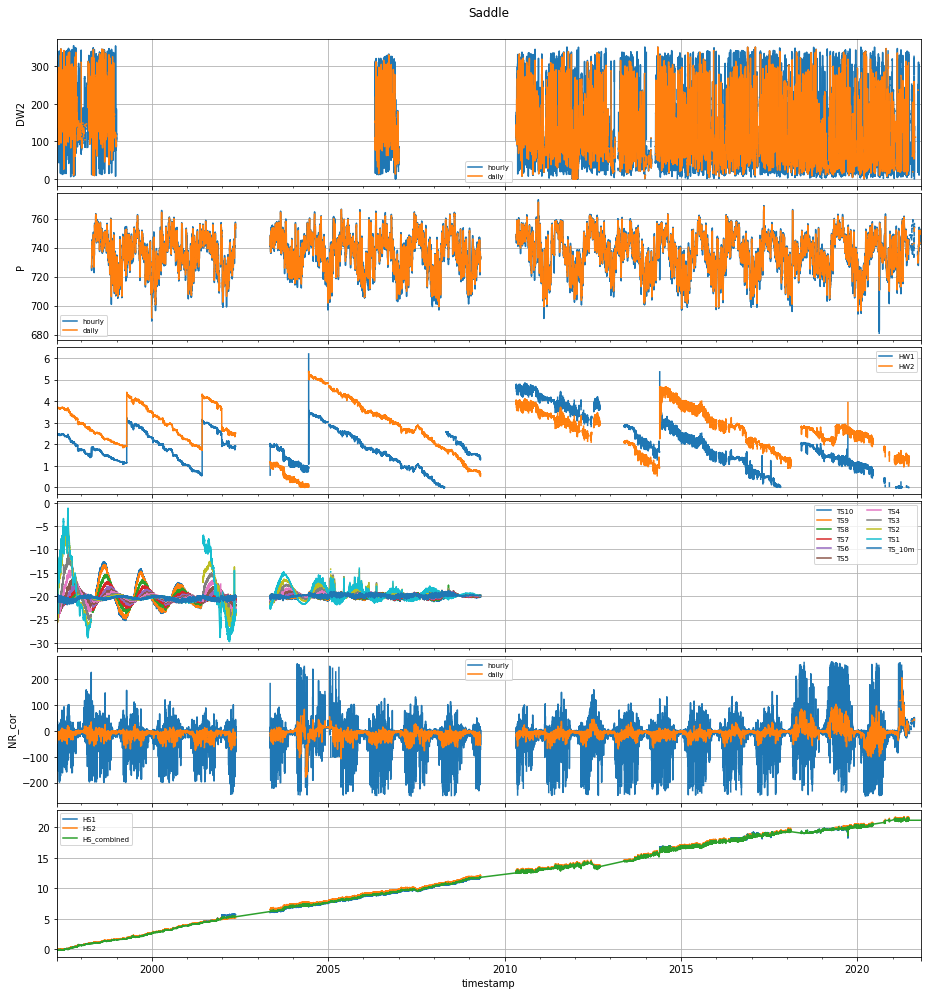 Saddle
300
200
100
0
DW2
hourly
daily
760
740
720
700
680
P
hourly
daily
6
5
4
3
2
1
0
HW1
HW2
0
−5
−10
−15
−20
−25
−30
TS10 TS4
TS9 TS3
TS8 TS2
TS7 TS1
TS6 TS_10m
TS5
200
100
0
−100
−200
NR_cor
hourly
daily
20
15
10
5
0
HS1
HS2
HS_combined
2000 2005 2010 2015 2020
timestamp